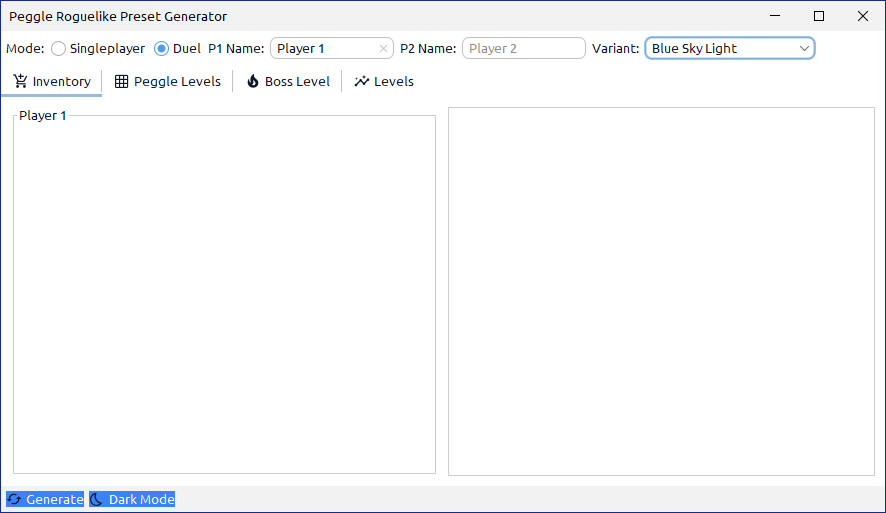 Peggle Roguelike Preset Generator
Mode: Singleplayer Duel P1 Name: Player 1 P2 Name: Player 2 Variant: Blue Sky Light
Inventory Peggle Levels Boss Level Levels
Player 1
Generate Dark Mode